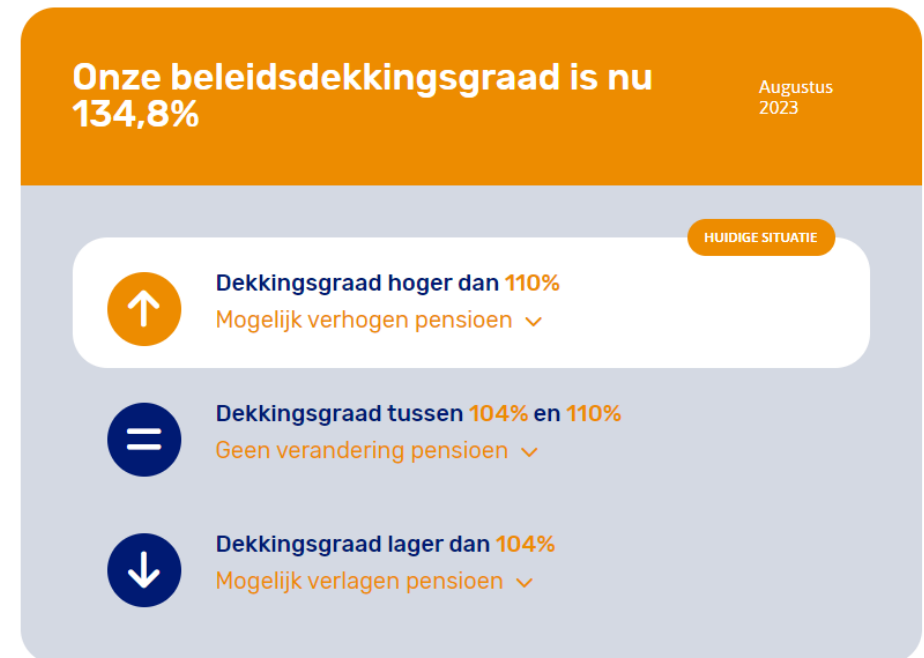 Onze beleidsdekkingsgraad is nu
134,8%
Augustus
2023
HUIDIGE SITUATIE
Dekkingsgraad hoger dan 110%
Mogelijk verhogen pensioen
Dekkingsgraad tussen 104% en 110%
Geen verandering pensioen
Dekkingsgraad lager dan 104%
Mogelijk verlagen pensioen